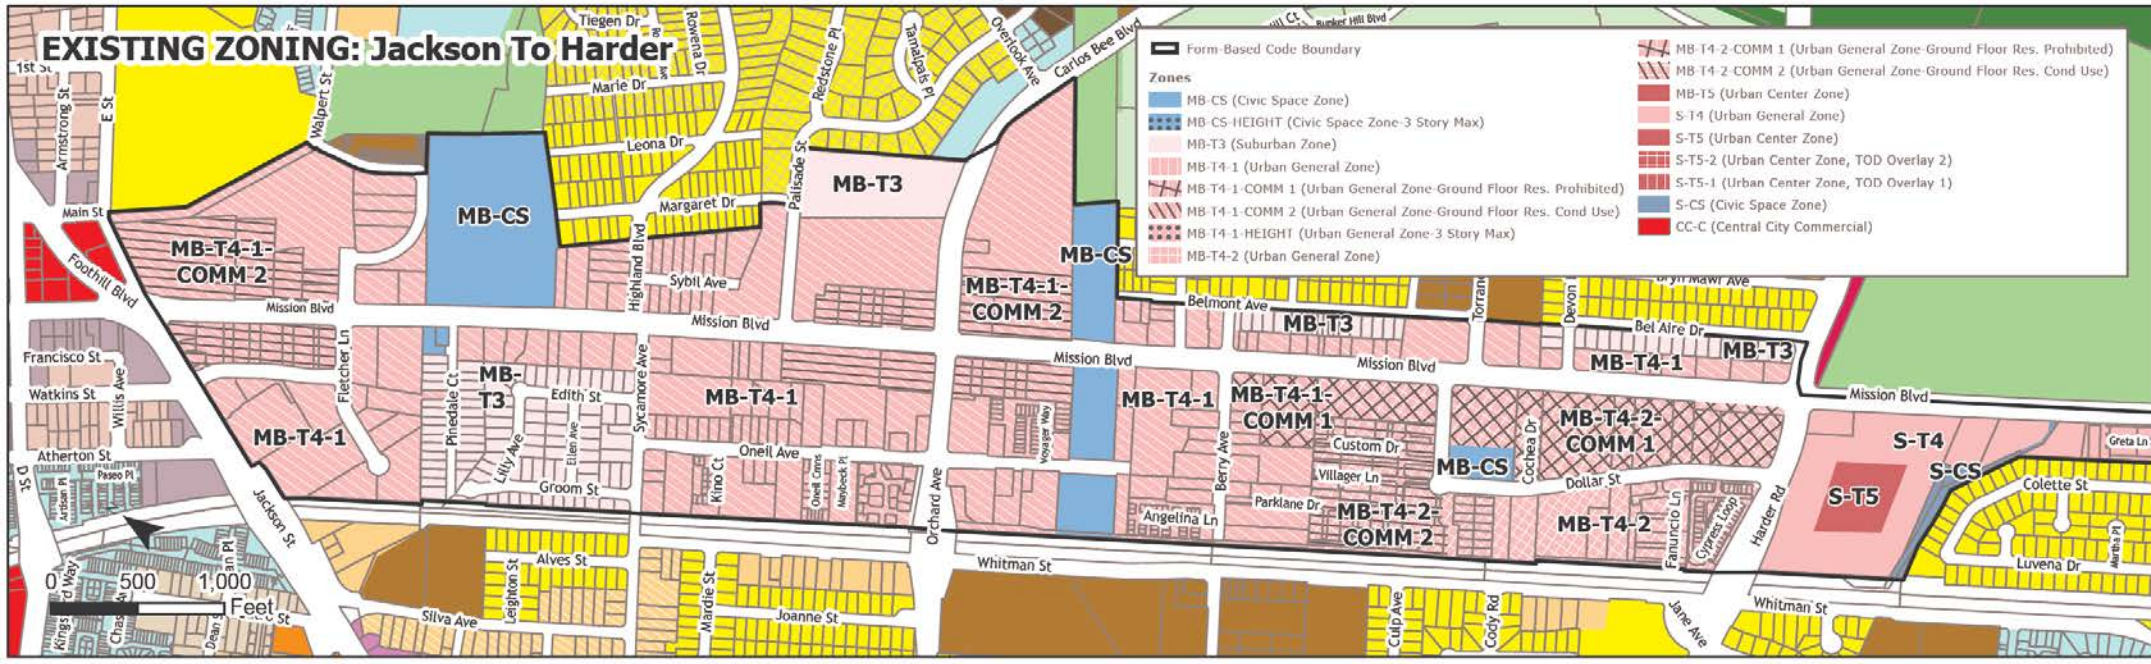 EXISTING ZONING: Jackson To Harder
Form-Based Code Boundary
Zones
MB-CS (Civic Space Zone)
MB-CS-HEIGHT (Civic Space Zone-3 Story Max)
MB-T3 (Suburban Zone)
MB-T4-1 (Urban General Zone)
MB-T4-1-COMM 1 (Urban General Zone-Ground Floor Res. Prohibited)
MB-T4-1-COMM 2 (Urban General Zone-Ground Floor Res. Cond Use)
MB-T4-1-HEIGHT (Urban General Zone-3 Story Max)
MB-T4-2 (Urban General Zone)
MB-T4-2-COMM 1 (Urban General Zone-Ground Floor Res. Prohibited)
MB-T4-2-COMM 2 (Urban General Zone-Ground Floor Res. Cond Use)
MB-T5 (Urban Center Zone)
S-T4 (Urban General Zone)
S-T5 (Urban Center Zone)
S-T5-2 (Urban Center Zone, TOD Overlay 2)
S-T5-1 (Urban Center Zone, TOD Overlay 1)
S-CS (Civic Space Zone)
CC-C (Central City Commercial)
Tiegen Dr
Rowena Dr
Redstone Pl
Tamalpais Pl
Overlook Ave
Carlos Bee Blvd
Bunker Hill Blvd
1st St
Armstrong St
E St
Walpert St
Marie Dr
Leona Dr
Margaret Dr
Palisade St
Main St
Foothill Blvd
MB-T4-1-
COMM 2
MB-CS
MB-T3
Highland Blvd
Sybil Ave
MB-T4-1-
COMM 2
MB-CS
Bryn Mawr Ave
Belmont Ave
Devon
Bel Aire Dr
Mission Blvd
Mission Blvd
Mission Blvd
Mission Blvd
Mission Blvd
MB-T3
MB-T4-1
MB-T3
Francisco St
Watkins St
Willis Ave
Atherton St
Paseo Pl
Artisan Pl
D St
Fletcher Ln
MB-T4-1
Pinedale Ct
MB-
T3
Edith St
Lilly Ave
Ellen Ave
Groom St
Sycamore Ave
MB-T4-1
Oneil Ave
Kino Ct
Oneil Cmns
Maybeck Pl
Orchard Ave
Voyager Way
MB-T4-1
Berry Ave
Angelina Ln
MB-T4-1-
COMM 1
Custom Dr
Villager Ln
Parklane Dr
MB-T4-2-
COMM 2
MB-CS
Cochea Dr
MB-T4-2-
COMM 1
Dollar St
MB-T4-2
Fanuncio Ln
Cypress Loop
Harder Rd
S-T4
S-CS
S-T5
Greta Ln
Colette St
Martha Pl
Luvena Dr
Jackson St
0 500 1,000
Feet
Silva Ave
Leighton St
Alves St
Mardie St
Joanne St
Whitman St
Culp Ave
Cody Rd
Jane Ave
Whitman St